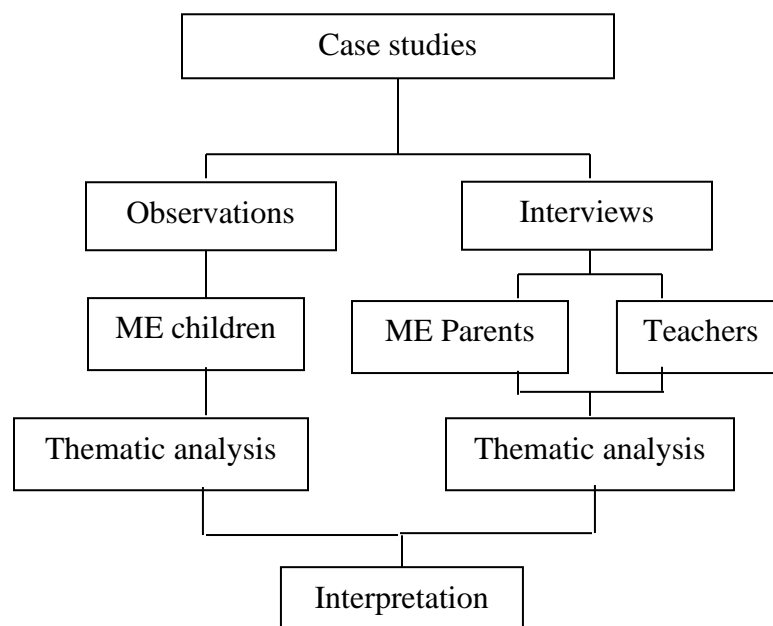 Case studies
Observations
Interviews
ME children
ME Parents
Teachers
Thematic analysis
Thematic analysis
Interpretation